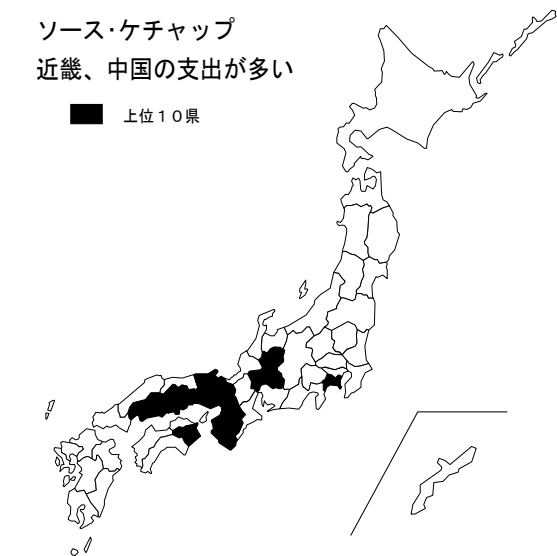 ソース・ケチャップ
近畿、中国の支出が多い
上位１０県